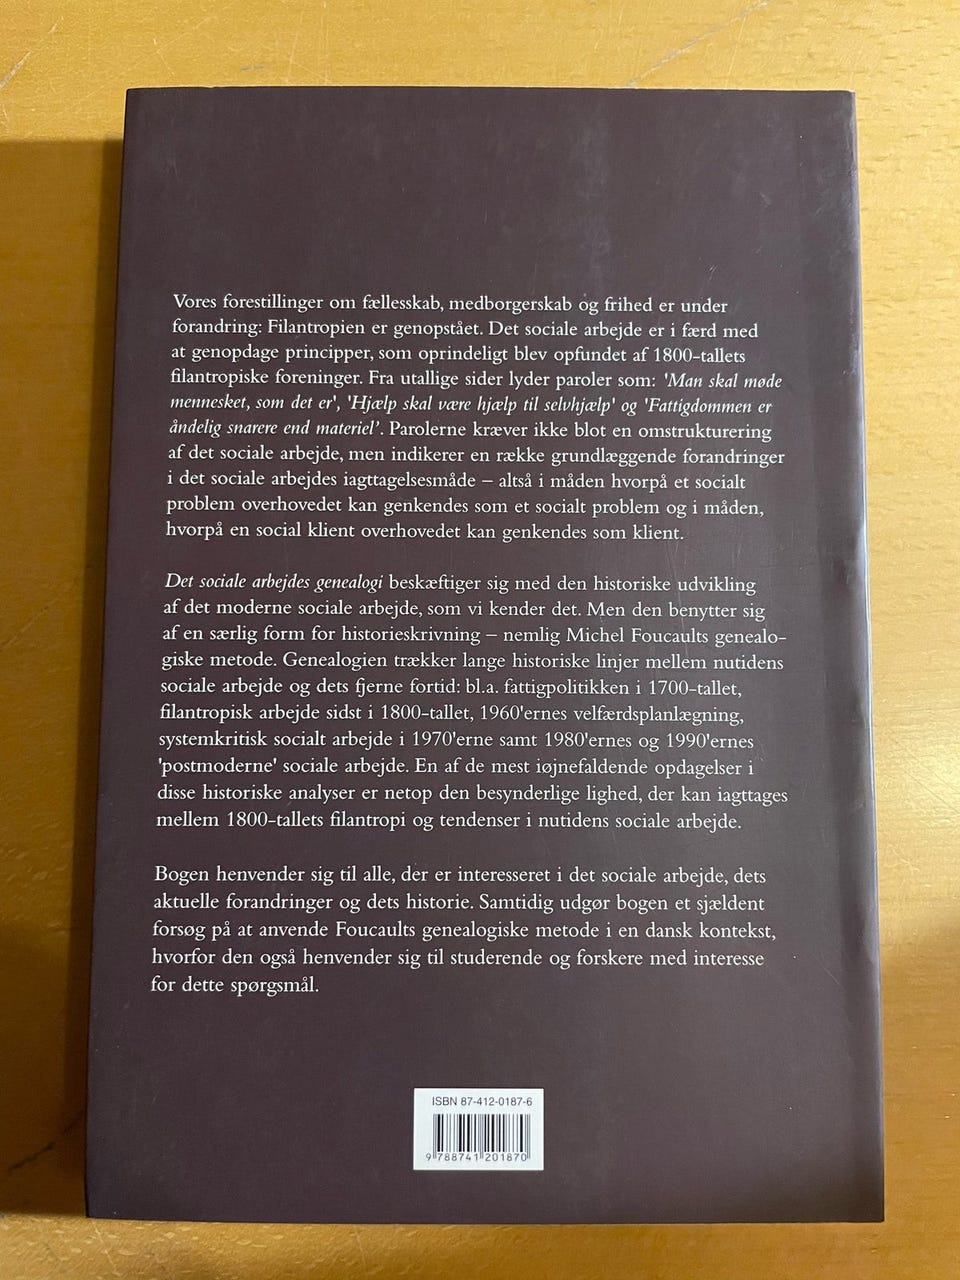 Vores forestillinger om fællesskab, medborgerskab og frihed er under
forandring: Filantropien er genopstået. Det sociale arbejde er i færd med
at genopdage principper, som oprindeligt blev opfundet af 1800-tallets
filantropiske foreninger. Fra utallige sider lyder paroler som: 'Man skal møde
mennesket, som det er', 'Hjælp skal være hjælp til selvhjælp' og 'Fattigdommen er
åndelig snarere end materiel'. Parolerne kræver ikke blot en omstrukturering
af det sociale arbejde, men indikerer en række grundlæggende forandringer
i det sociale arbejdes iagttagelsesmåde – altså i måden hvorpå et socialt
problem overhovedet kan genkendes som et socialt problem og i måden,
hvorpå en social klient overhovedet kan genkendes som klient.
Det sociale arbejdes genealogi beskæftiger sig med den historiske udvikling
af det moderne sociale arbejde, som vi kender det. Men den benytter sig
af en særlig form for historieskrivning – nemlig Michel Foucaults genealo-
giske metode. Genealogien trækker lange historiske linjer mellem nutidens
sociale arbejde og dets fjerne fortid: bl.a. fattigpolitikken i 1700-tallet,
filantropisk arbejde sidst i 1800-tallet, 1960'ernes velfærdsplanlægning,
systemkritisk socialt arbejde i 1970'erne samt 1980'ernes og 1990'ernes
'postmoderne' sociale arbejde. En af de mest iøjnefaldende opdagelser i
disse historiske analyser er netop den besynderlige lighed, der kan iagttages
mellem 1800-tallets filantropi og tendenser i nutidens sociale arbejde.
Bogen henvender sig til alle, der er interesseret i det sociale arbejde, dets
aktuelle forandringer og dets historie. Samtidig udgør bogen et sjældent
forsøg på at anvende Foucaults genealogiske metode i en dansk kontekst,
hvorfor den også henvender sig til studerende og forskere med interesse
for dette spørgsmål.
ISBN 87-412-0187-6
9 788741 201870